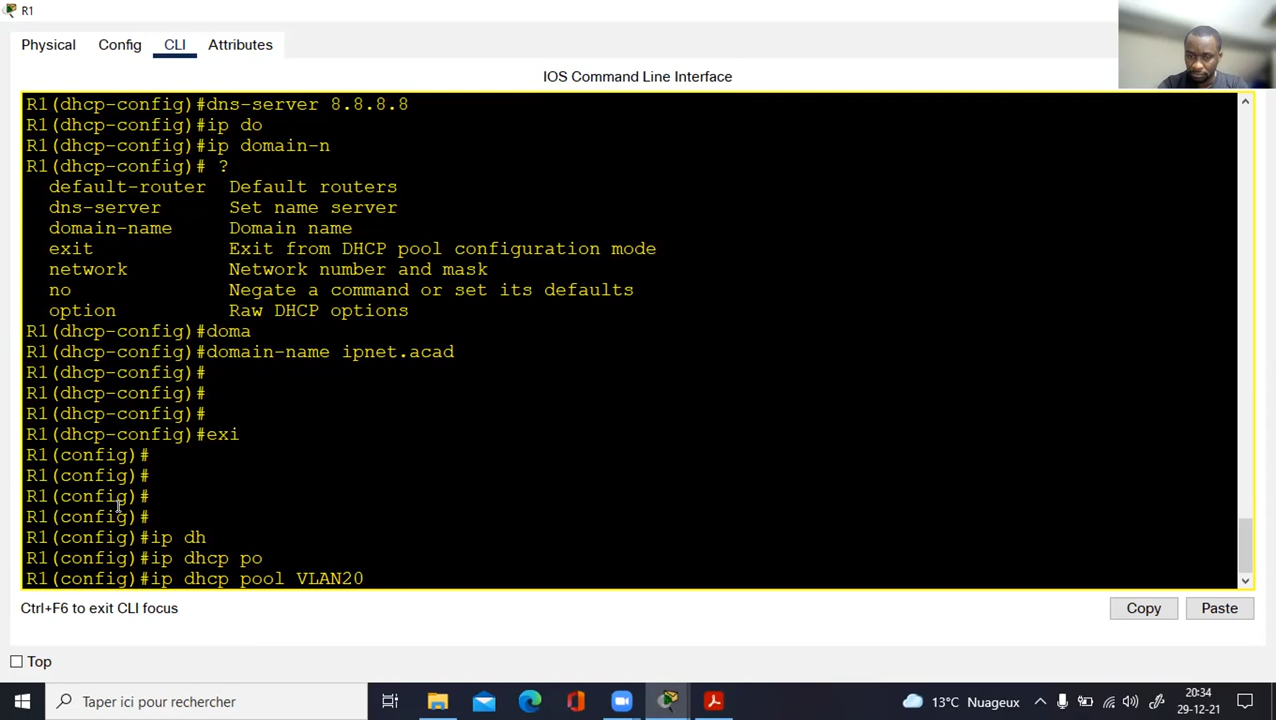 R1
Physical Config CLI Attributes
IOS Command Line Interface
R1(dhcp-config)#dns-server 8.8.8.8
R1(dhcp-config)#ip do
R1(dhcp-config)#ip domain-n
R1(dhcp-config)# ?
default-router Default routers
dns-server Set name server
domain-name Domain name
exit Exit from DHCP pool configuration mode
network Network number and mask
no Negate a command or set its defaults
option Raw DHCP options
R1(dhcp-config)#doma
R1(dhcp-config)#domain-name ipnet.acad
R1(dhcp-config)#
R1(dhcp-config)#
R1(dhcp-config)#
R1(dhcp-config)#exi
R1(config)#
R1(config)#
R1(config)#
R1(config)#
R1(config)#ip dh
R1(config)#ip dhcp po
R1(config)#ip dhcp pool VLAN20
Ctrl+F6 to exit CLI focus
Copy Paste
Top
Taper ici pour rechercher
13°C Nuageux
20:34
29-12-21